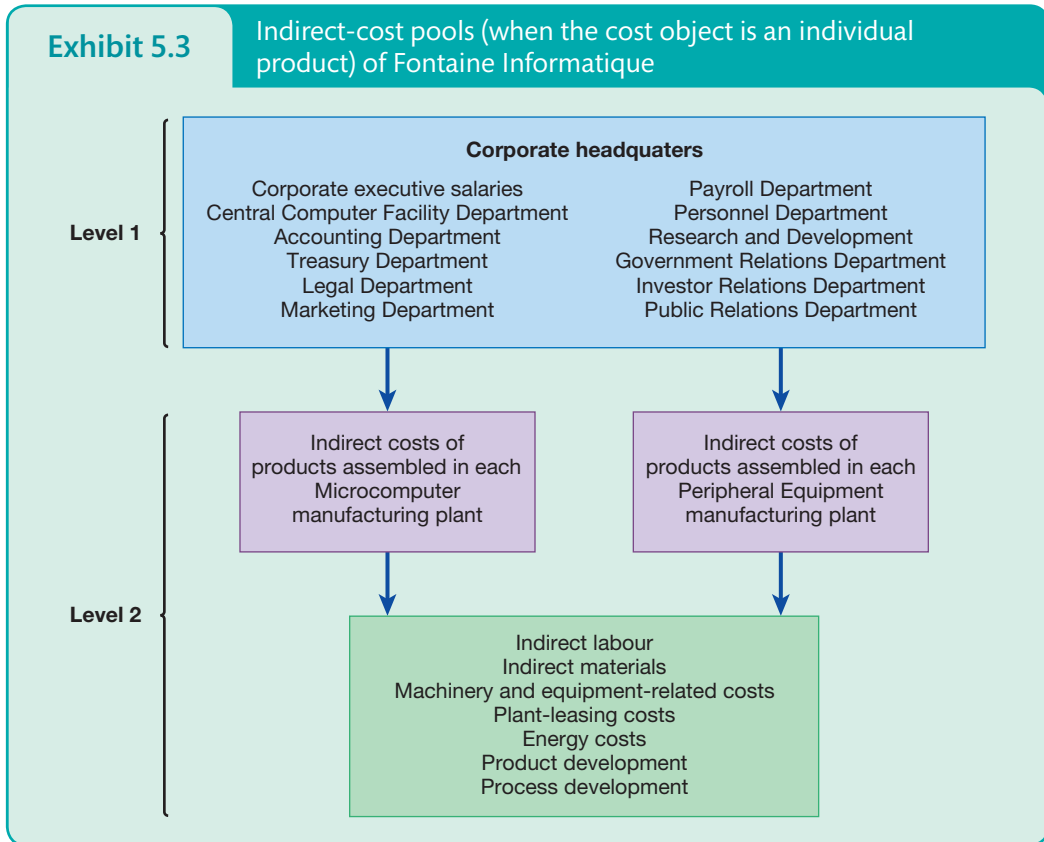 Exhibit 5.3
Indirect-cost pools (when the cost object is an individual
product) of Fontaine Informatique
Level 1
Corporate headquaters
Corporate executive salaries
Central Computer Facility Department
Accounting Department
Treasury Department
Legal Department
Marketing Department
Payroll Department
Personnel Department
Research and Development
Government Relations Department
Investor Relations Department
Public Relations Department
Level 2
Indirect costs of
products assembled in each
Microcomputer
manufacturing plant
Indirect costs of
products assembled in each
Peripheral Equipment
manufacturing plant
Indirect labour
Indirect materials
Machinery and equipment-related costs
Plant-leasing costs
Energy costs
Product development
Process development